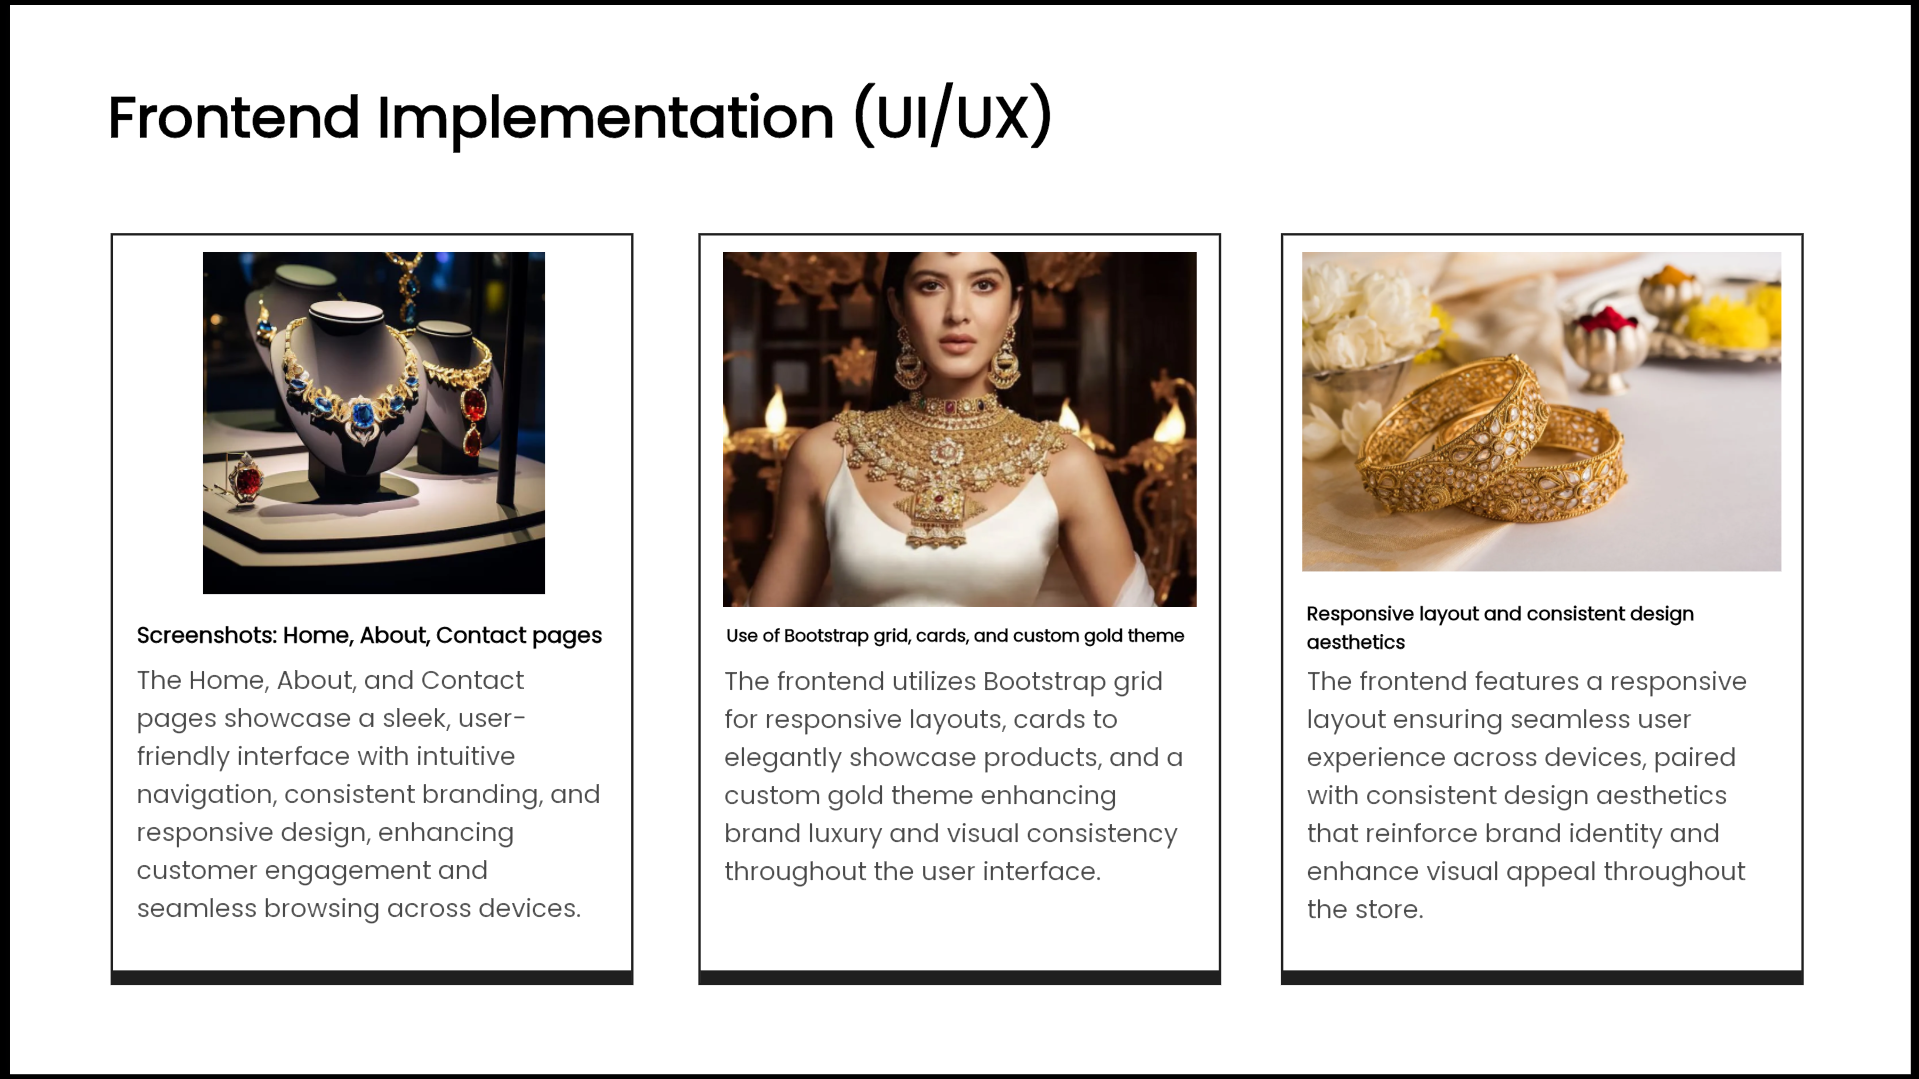 Frontend Implementation (UI/UX)
Screenshots: Home, About, Contact pages
The Home, About, and Contact
pages showcase a sleek, user-
friendly interface with intuitive
navigation, consistent branding, and
responsive design, enhancing
customer engagement and
seamless browsing across devices.
Use of Bootstrap grid, cards, and custom gold theme
The frontend utilizes Bootstrap grid
for responsive layouts, cards to
elegantly showcase products, and a
custom gold theme enhancing
brand luxury and visual consistency
throughout the user interface.
Responsive layout and consistent design
aesthetics
The frontend features a responsive
layout ensuring seamless user
experience across devices, paired
with consistent design aesthetics
that reinforce brand identity and
enhance visual appeal throughout
the store.